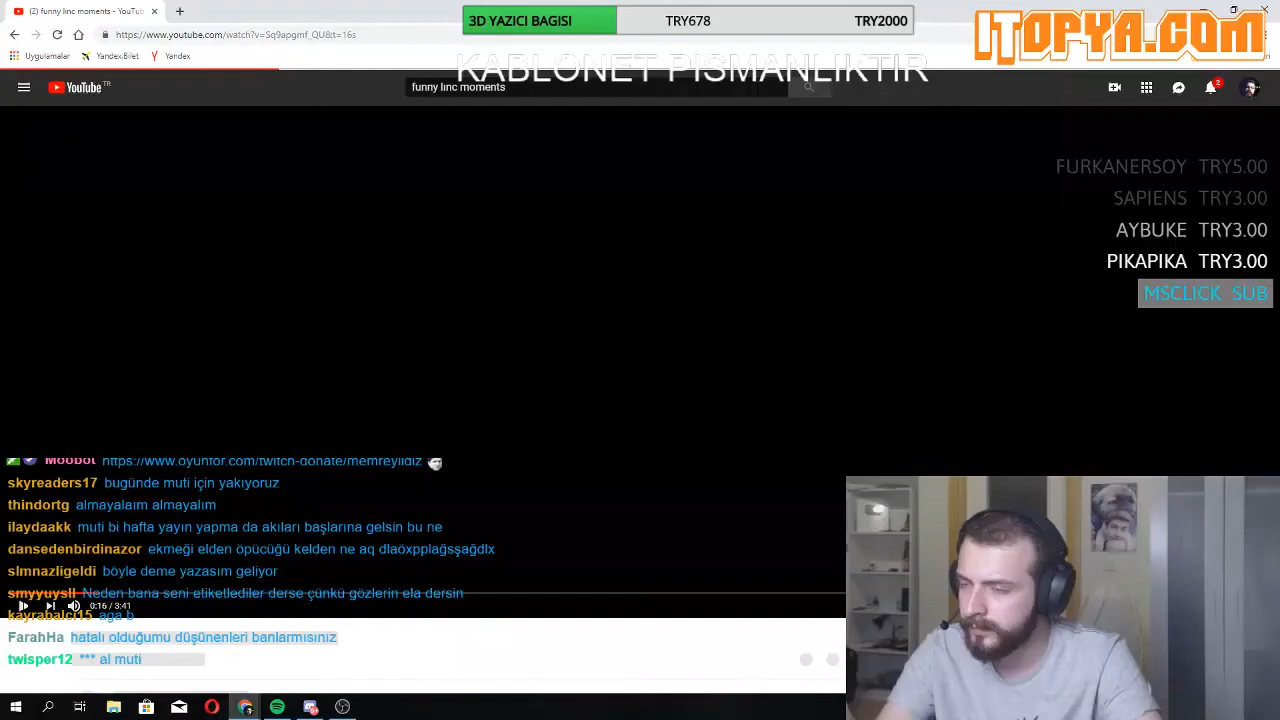 (2) funny linc moments - YouTub
3D YAZICI BAGISI TRY678 TRY2000
ITOPYA.COM
https://www.youtube.com/watch?v=Sq9apgmf_QU&t=16s
Uygulamalar Yandex.Bilet Yandex
KABLONET PISMANLIKTIR
YouTube TR
funny linc moments
2
FURKANERSOY TRY5.00
SAPIENS TRY3.00
AYBUKE TRY3.00
PIKAPIKA TRY3.00
MSCLICK SUB
Moobot https://www.oyunfor.com/twitch-donate/memreyildiz
skyreaders17 bugünde muti için yakıyoruz
thindortg almayalaım almayalım
ilaydaakk muti bi hafta yayın yapma da akıları başlarına gelsin bu ne
dansedenbirdinazor ekmeği elden öpücüğü kelden ne aq dlaöxpplağsşağdlx
slmnazligeldi böyle deme yazasım geliyor
smyyuysll Neden bana seni etiketlediler derse çünkü gözlerin ela dersin
0:16 / 3:41
kayrabalci15 aga b
FarahHa hatalı olduğumu düşünenleri banlarmısınız
twisper12 *** al muti